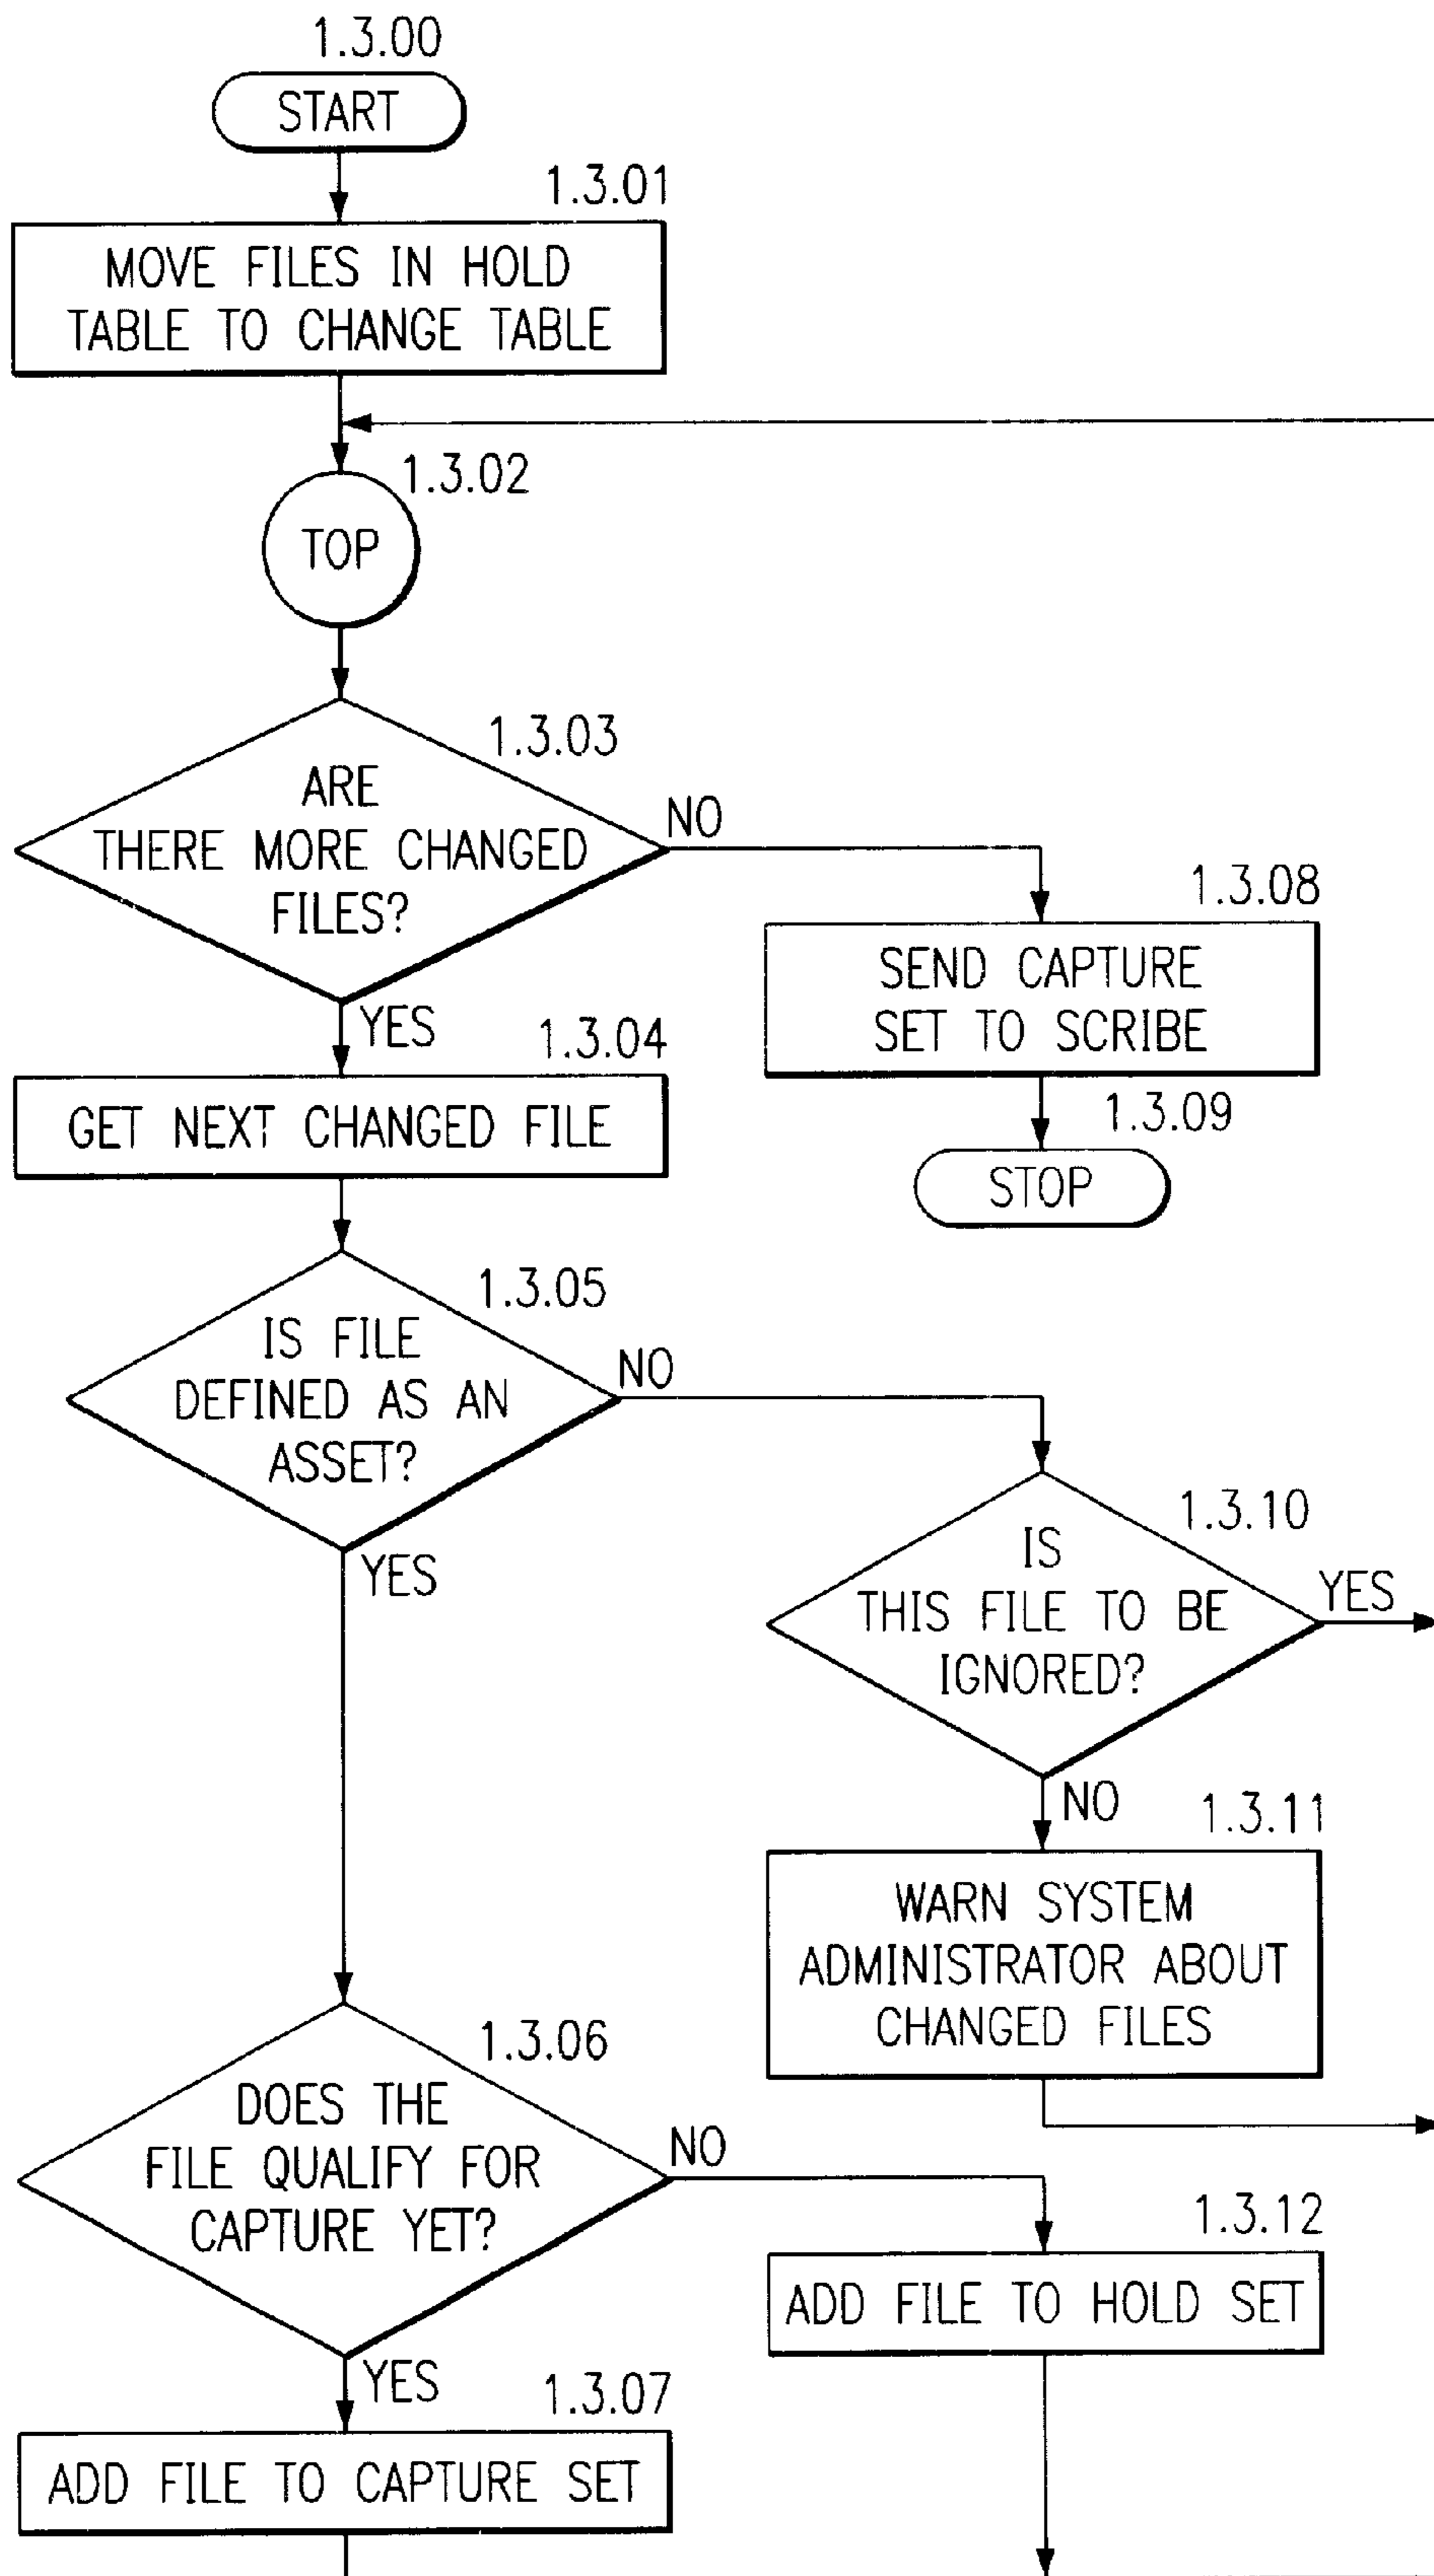 1.3.00
START
1.3.01
MOVE FILES IN HOLD
TABLE TO CHANGE TABLE
1.3.02
TOP
1.3.03
ARE
THERE MORE CHANGED
FILES?
NO
YES
1.3.08
SEND CAPTURE
SET TO SCRIBE
1.3.09
STOP
1.3.04
GET NEXT CHANGED FILE
1.3.05
IS FILE
DEFINED AS AN
ASSET?
NO
YES
1.3.10
IS
THIS FILE TO BE
IGNORED?
YES
NO
1.3.11
WARN SYSTEM
ADMINISTRATOR ABOUT
CHANGED FILES
1.3.06
DOES THE
FILE QUALIFY FOR
CAPTURE YET?
NO
YES
1.3.12
ADD FILE TO HOLD SET
1.3.07
ADD FILE TO CAPTURE SET